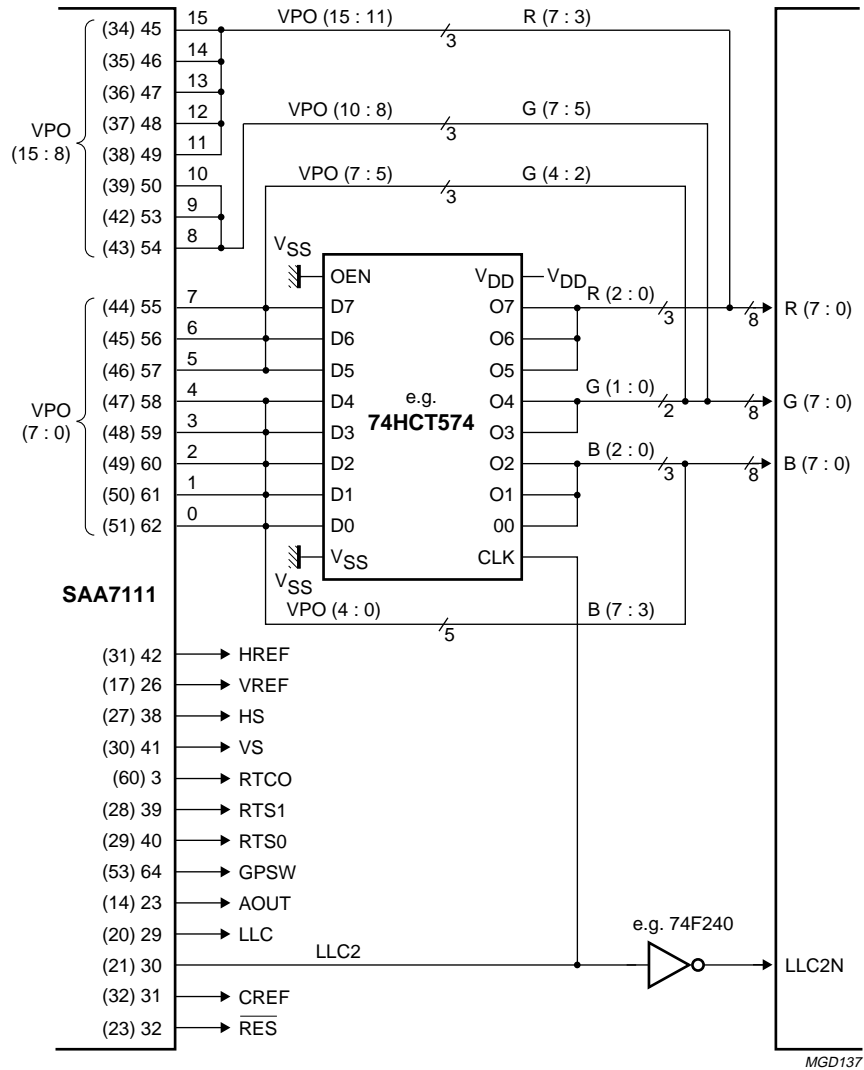 (34) 45 15 VPO (15 : 11) 3 R (7 : 3)
(35) 46 14
(36) 47 13
(37) 48 12 VPO (10 : 8) 3 G (7 : 5)
VPO
(15 : 8)
(38) 49 11
(39) 50 10 VPO (7 : 5) 3 G (4 : 2)
(42) 53 9
(43) 54 8
VSS
OEN VDD VDD
(44) 55 7 D7 O7 R (2 : 0) 3 8 R (7 : 0)
(45) 56 6 D6 O6
(46) 57 5 D5 O5
(47) 58 4 D4 e.g. O4 G (1 : 0) 2 8 G (7 : 0)
VPO
(7 : 0)
(48) 59 3 D3 74HCT574 O3
(49) 60 2 D2 O2 B (2 : 0) 3 8 B (7 : 0)
(50) 61 1 D1 O1
(51) 62 0 D0 00
VSS VSS CLK
SAA7111
VPO (4 : 0) 5 B (7 : 3)
(31) 42 HREF
(17) 26 VREF
(27) 38 HS
(30) 41 VS
(60) 3 RTCO
(28) 39 RTS1
(29) 40 RTS0
(53) 64 GPSW
(14) 23 AOUT
(20) 29 LLC
e.g. 74F240
(21) 30 LLC2 LLC2N
(32) 31 CREF
(23) 32 RES
MGD137